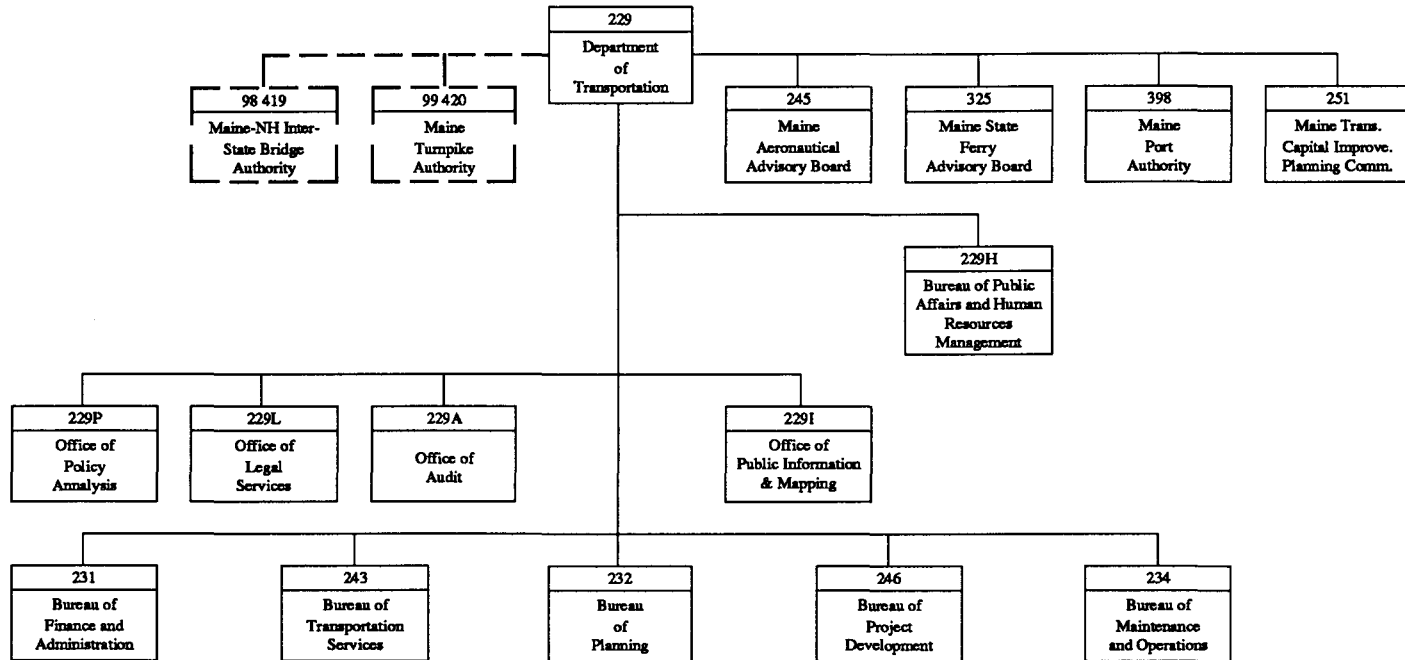 229
Department
of
Transportation
98 419
Maine-NH Inter-
State Bridge
Authority
99 420
Maine
Turnpike
Authority
245
Maine
Aeronautical
Advisory Board
325
Maine State
Ferry
Advisory Board
398
Maine
Port
Authority
251
Maine Trans.
Capital Improve.
Planning Comm.
229H
Bureau of Public
Affairs and Human
Resources
Management
229P
Office of
Policy
Annalysis
229L
Office of
Legal
Services
229A
Office of
Audit
229I
Office of
Public Information
& Mapping
231
Bureau of
Finance and
Administration
243
Bureau of
Transportation
Services
232
Bureau
of
Planning
246
Bureau of
Project
Development
234
Bureau of
Maintenance
and Operations